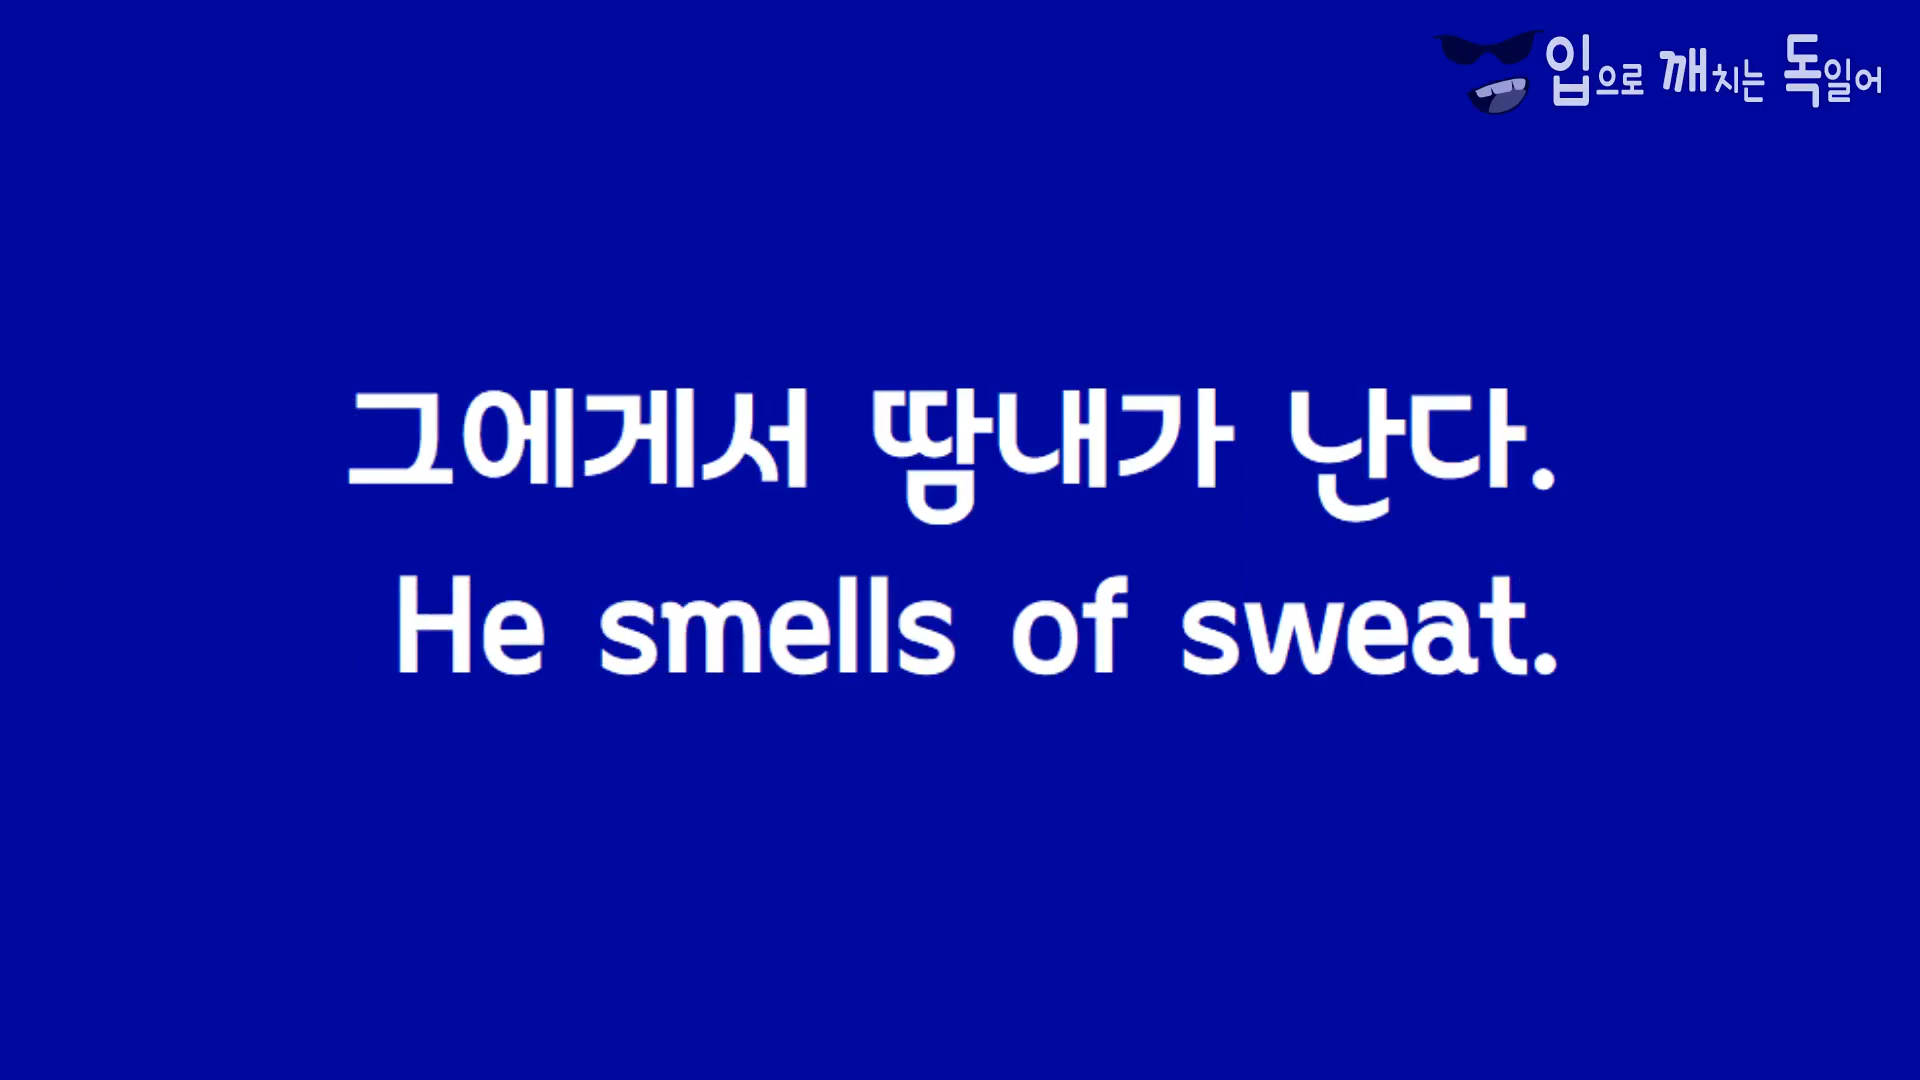 입으로 깨치는 독일어
그에게서 땀내가 난다.
He smells of sweat.